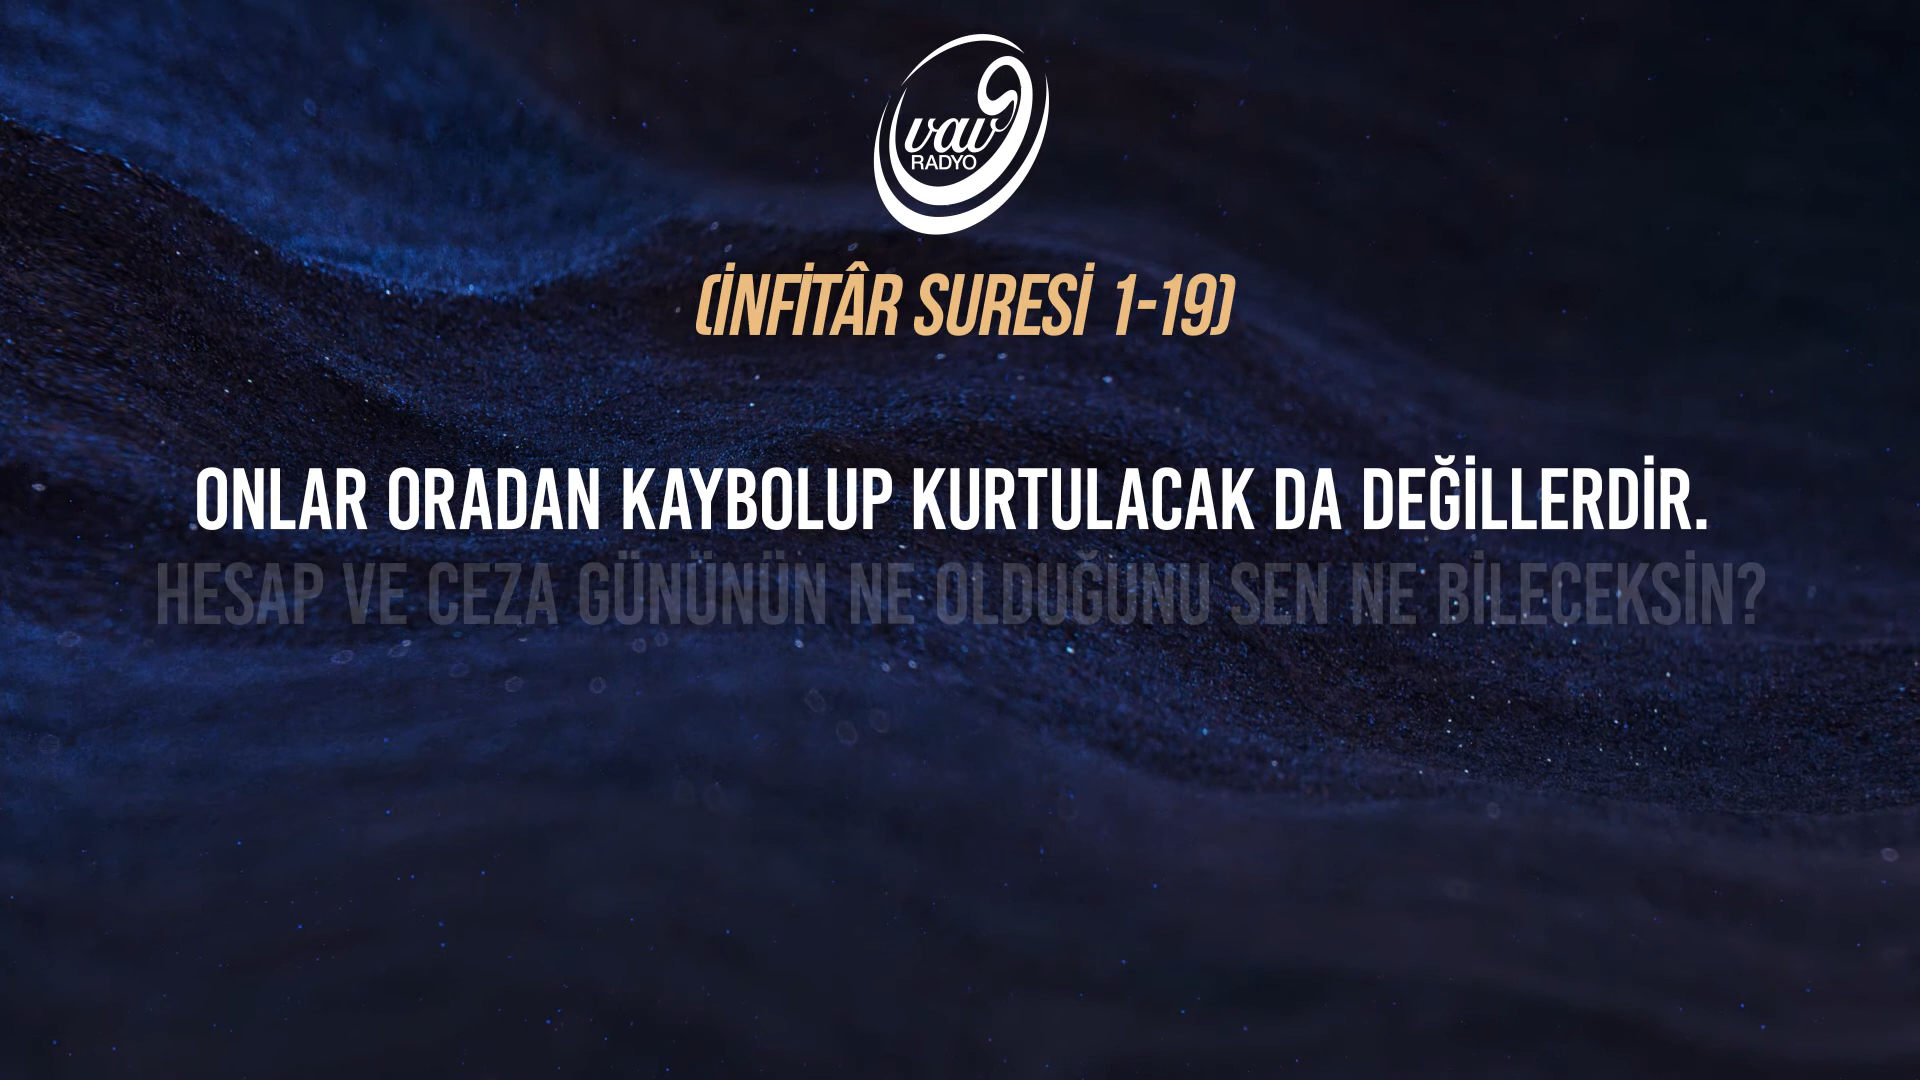 vav
RADYO
(İNFİTÂR SURESİ 1-19)
ONLAR ORADAN KAYBOLUP KURTULACAK DA DEĞİLLERDİR.
HESAP VE CEZA GÜNÜNÜN NE OLDUĞUNU SEN NE BİLECEKSİN?